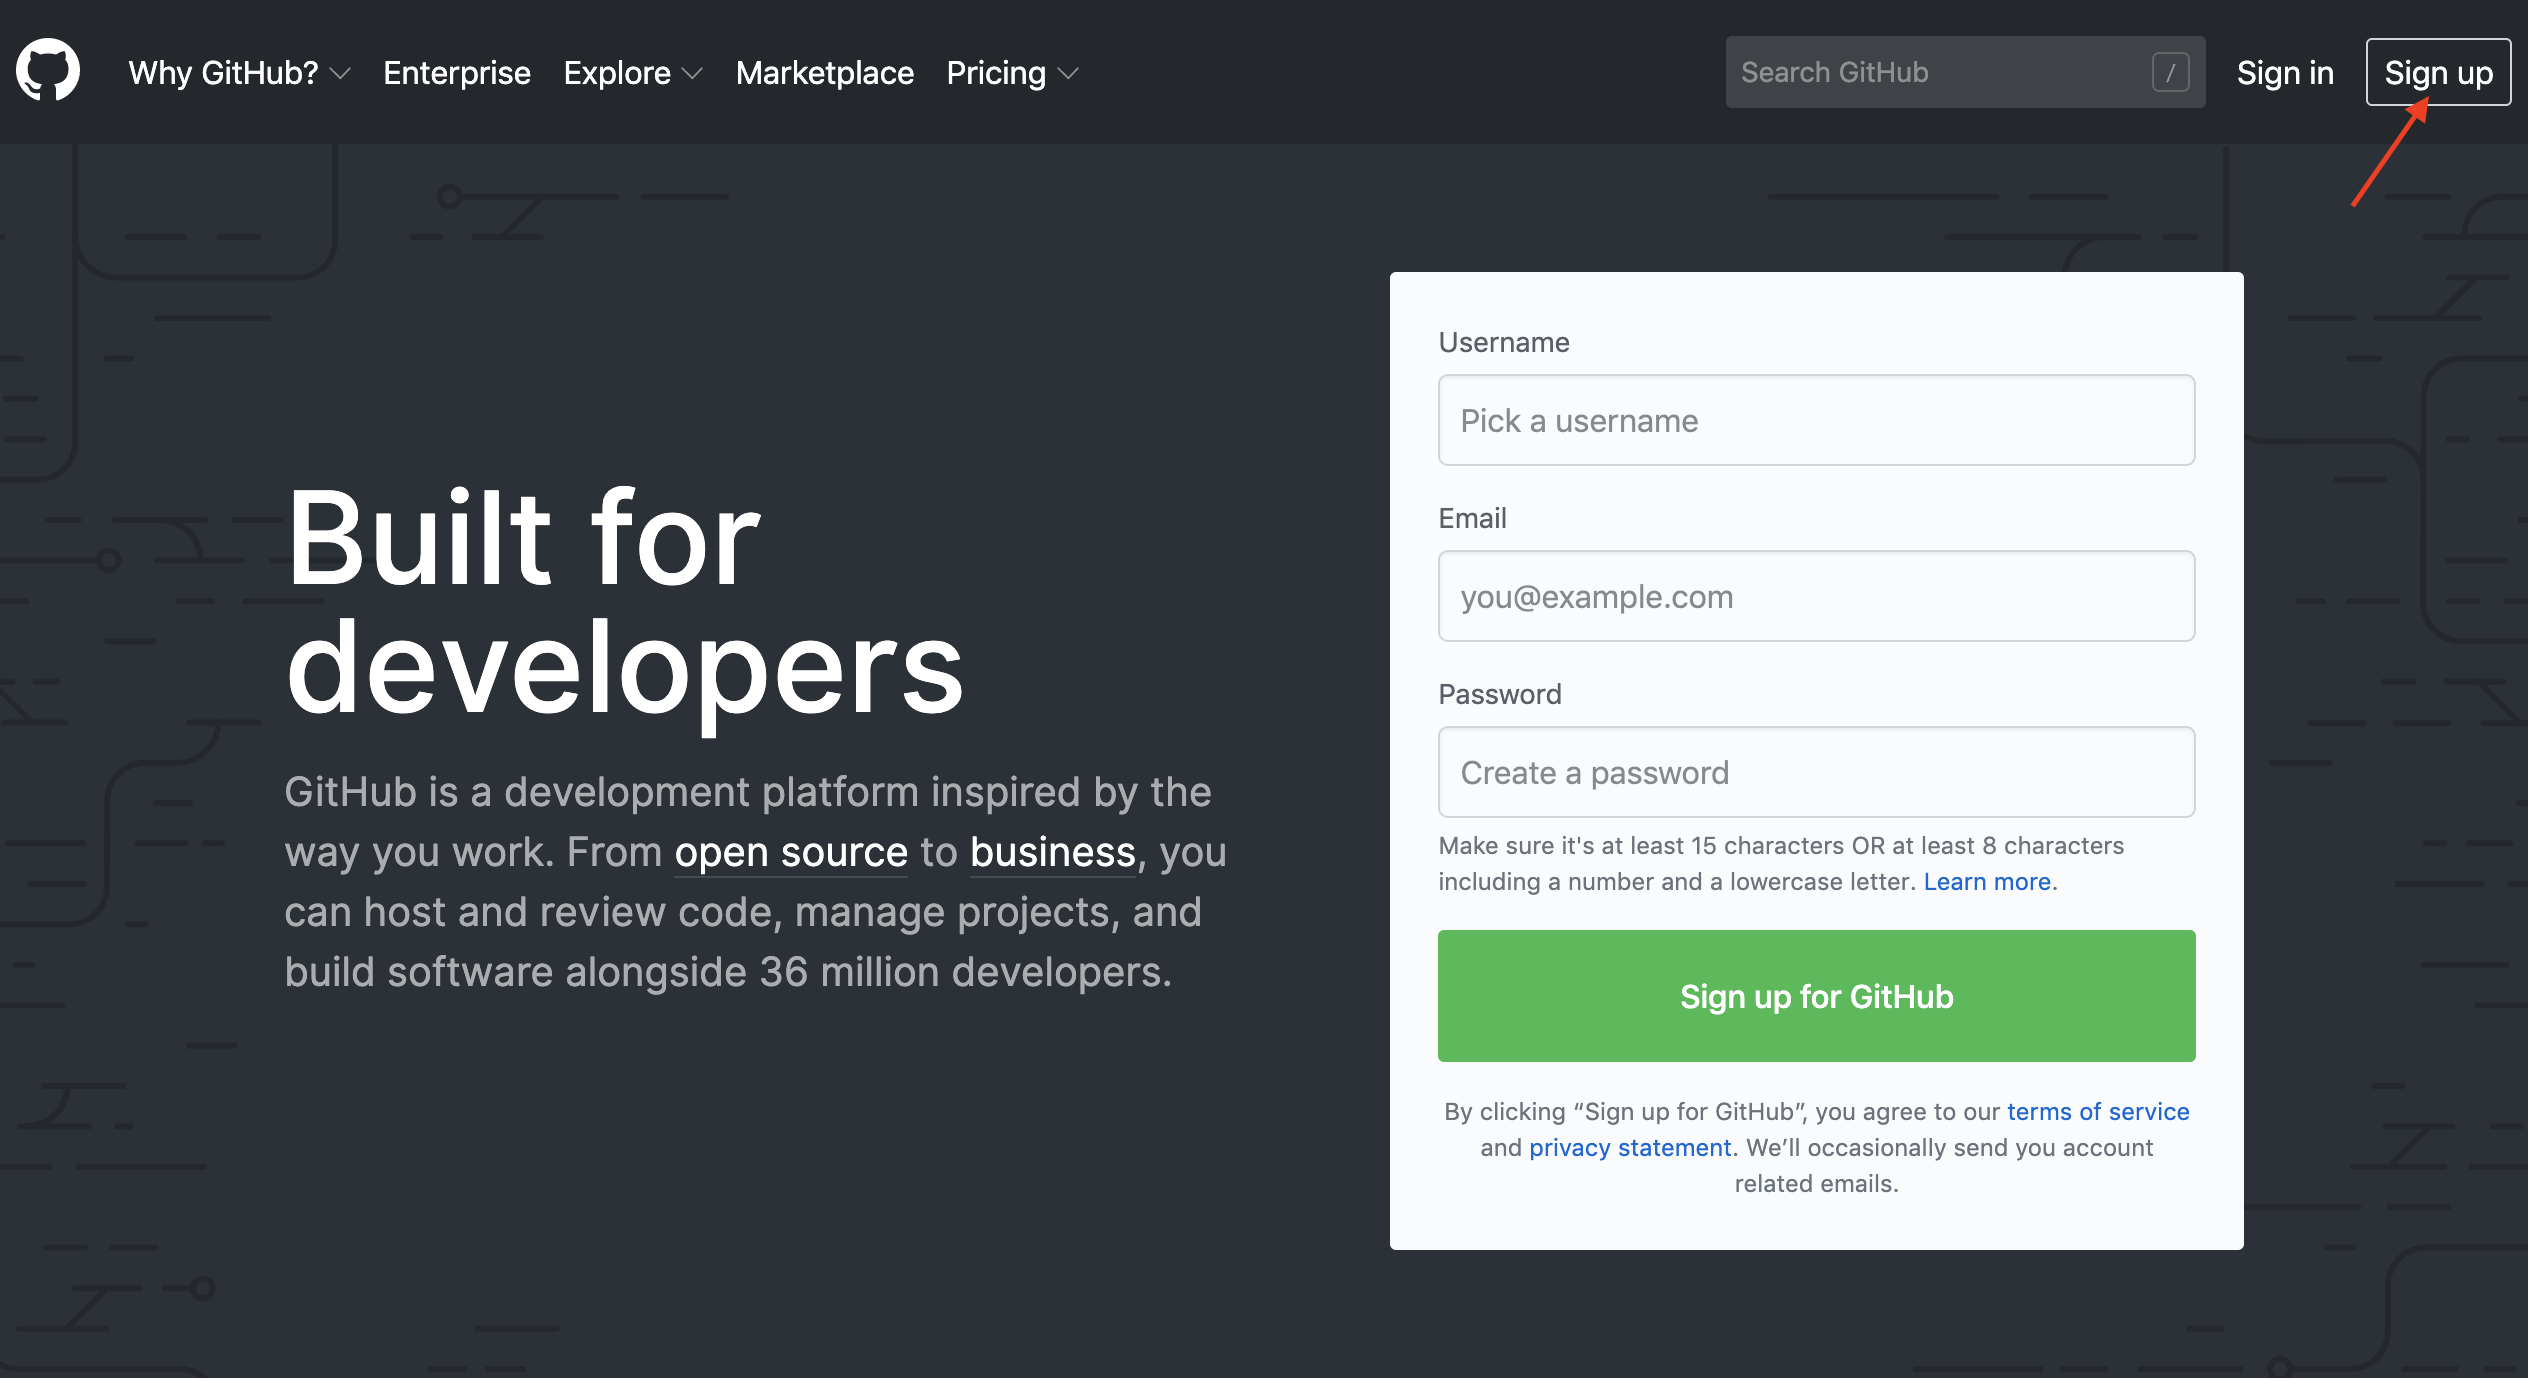 Why GitHub? Enterprise Explore Marketplace Pricing Search GitHub / Sign in Sign up
Built for
developers
GitHub is a development platform inspired by the
way you work. From open source to business, you
can host and review code, manage projects, and
build software alongside 36 million developers.
Username
Pick a username
Email
you@example.com
Password
Create a password
Make sure it's at least 15 characters OR at least 8 characters
including a number and a lowercase letter. Learn more.
Sign up for GitHub
By clicking “Sign up for GitHub”, you agree to our terms of service
and privacy statement. We’ll occasionally send you account
related emails.